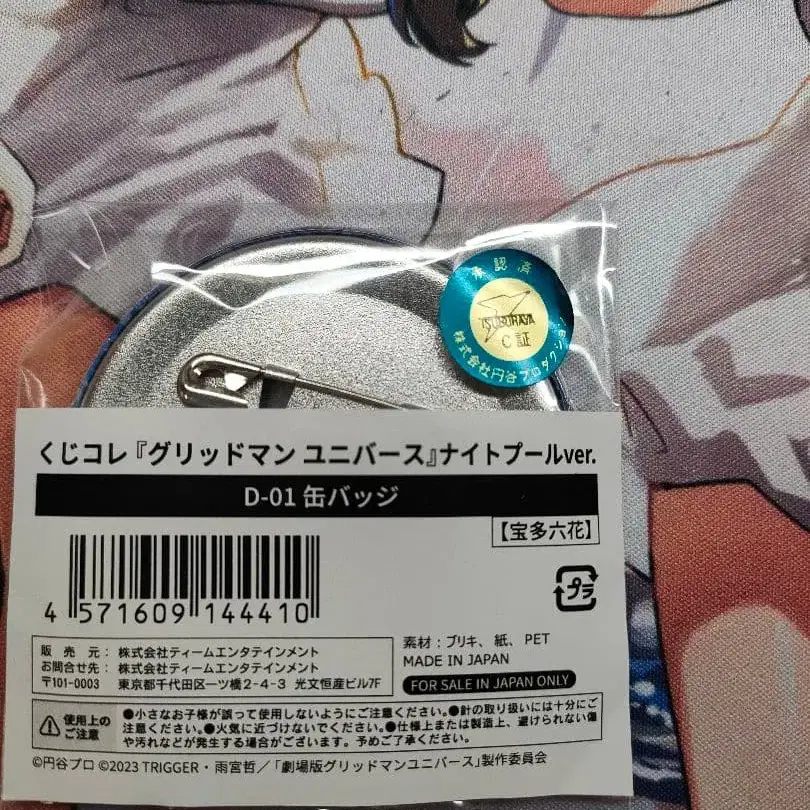 承認済
TSUBURAYA
C証
株式会社円谷プロダクション
くじコレ『グリッドマン ユニバース』ナイトプールver.
D-01 缶バッジ
【宝多六花】
4 571609 144410
プラ
販売元：株式会社ティームエンタテインメント
お問合せ先：株式会社ティームエンタテインメント
〒101-0003 東京都千代田区一ツ橋2-4-3 光文恒産ビル7F
素材：ブリキ、紙、PET
MADE IN JAPAN
FOR SALE IN JAPAN ONLY
使用上の
ご注意
●小さなお子様が誤って使用しないようにご注意ください。●針の取り扱いには十分にご
注意ください。●火気に近づけないでください。●仕様上または製造上、避けられない傷
や汚れなどが発生する場合がございます。予めご了承ください。
©円谷プロ ©2023 TRIGGER・雨宮哲／「劇場版グリッドマンユニバース」製作委員会